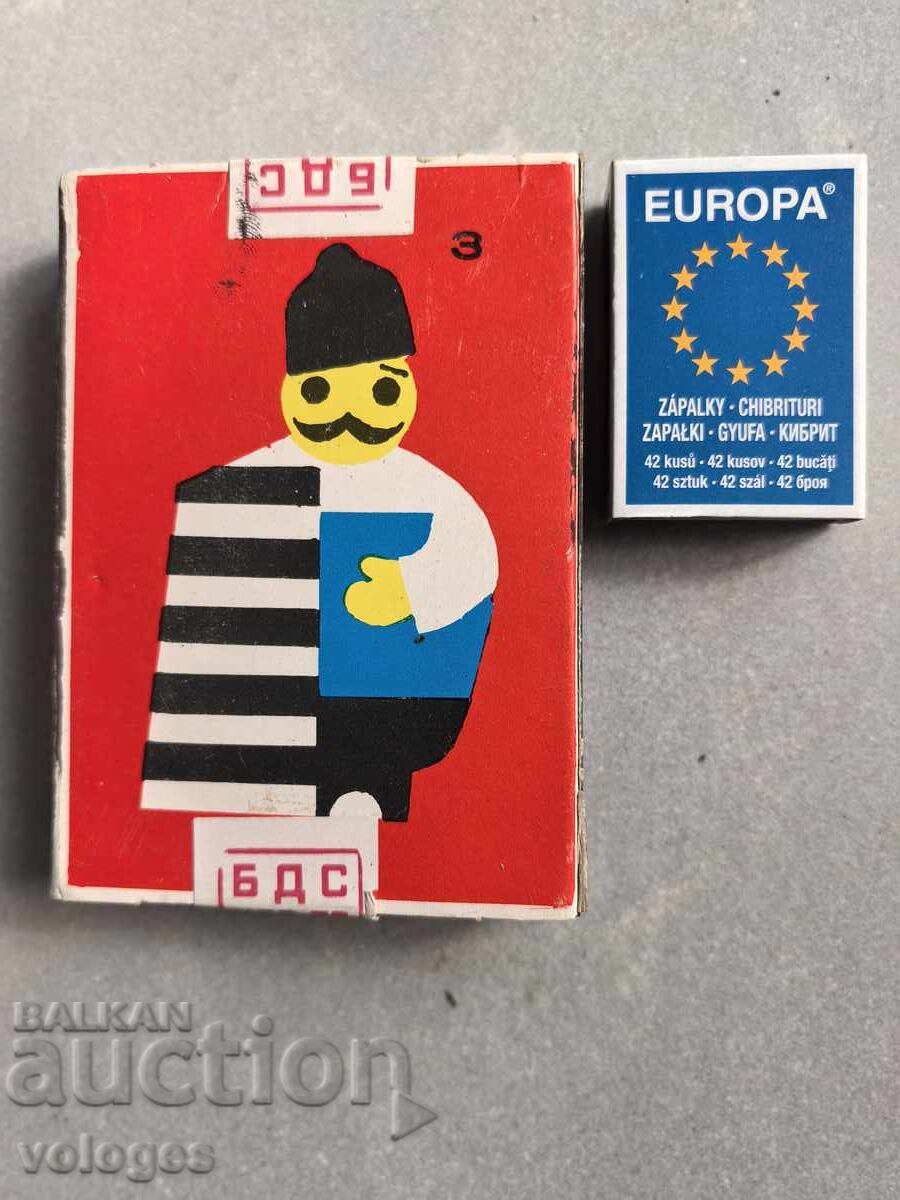 БДС
З
БДС
EUROPA®
ZÁPALKY · CHIBRITURI
ZAPAŁKI · GYUFA · КИБРИТ
42 kusů · 42 kusov · 42 bucăți
42 sztuk · 42 szál · 42 броя
BALKAN
auction
vologes